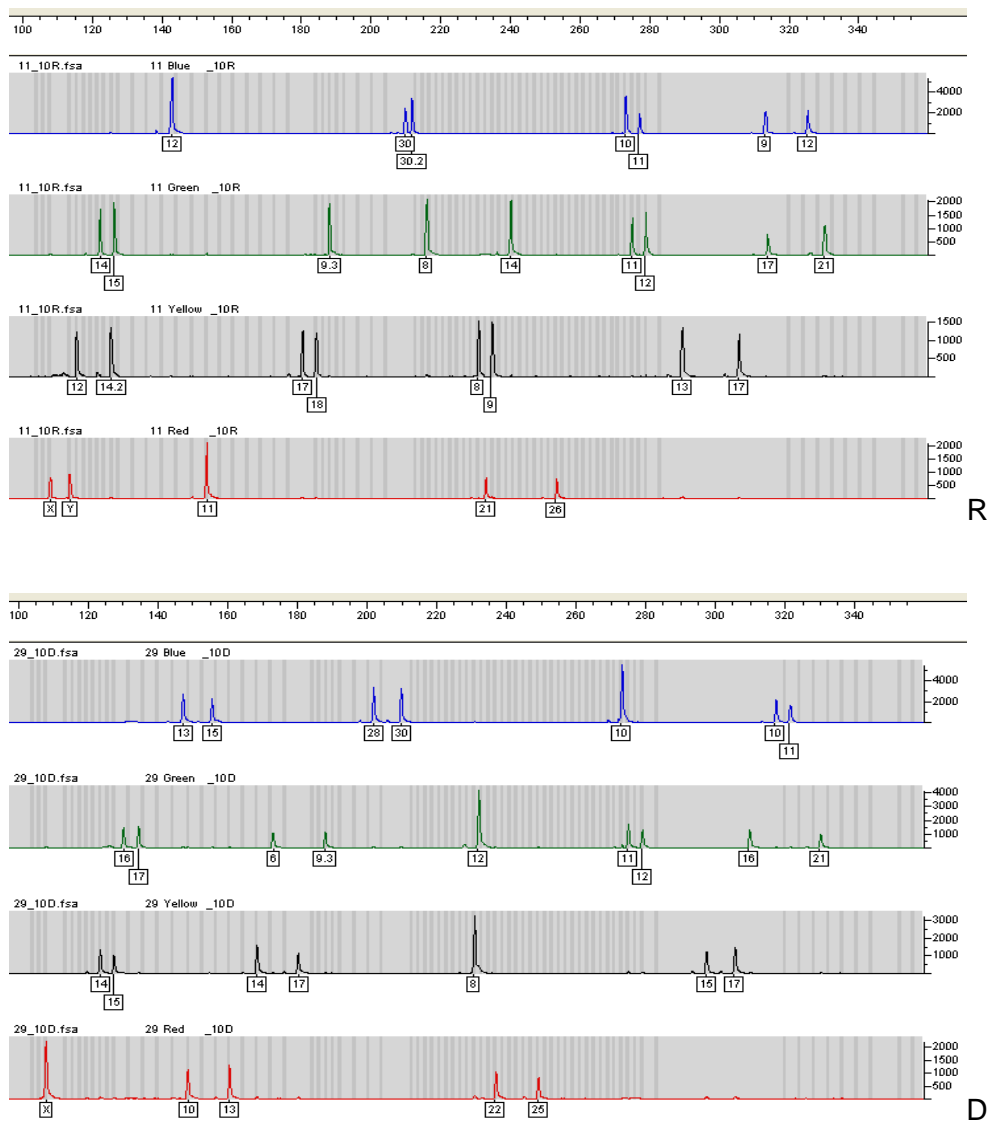 100 120 140 160 180 200 220 240 260 280 300 320 340
11_10R.fsa 11 Blue _10R
4000
2000
12 30 10 9 12
30.2 11
11_10R.fsa 11 Green _10R
2000
1500
1000
500
14 9.3 8 14 11 17 21
15 12
11_10R.fsa 11 Yellow _10R
1500
1000
500
12 14.2 17 8 13 17
18 9
11_10R.fsa 11 Red _10R
2000
1500
1000
500
X Y 11 21 26
R
100 120 140 160 180 200 220 240 260 280 300 320 340
29_10D.fsa 29 Blue _10D
4000
2000
13 15 28 30 10 10
11
29_10D.fsa 29 Green _10D
4000
3000
2000
1000
16 6 9.3 12 11 16 21
17 12
29_10D.fsa 29 Yellow _10D
3000
2000
1000
14 14 17 8 15 17
15
29_10D.fsa 29 Red _10D
2000
1500
1000
500
X 10 13 22 25
D